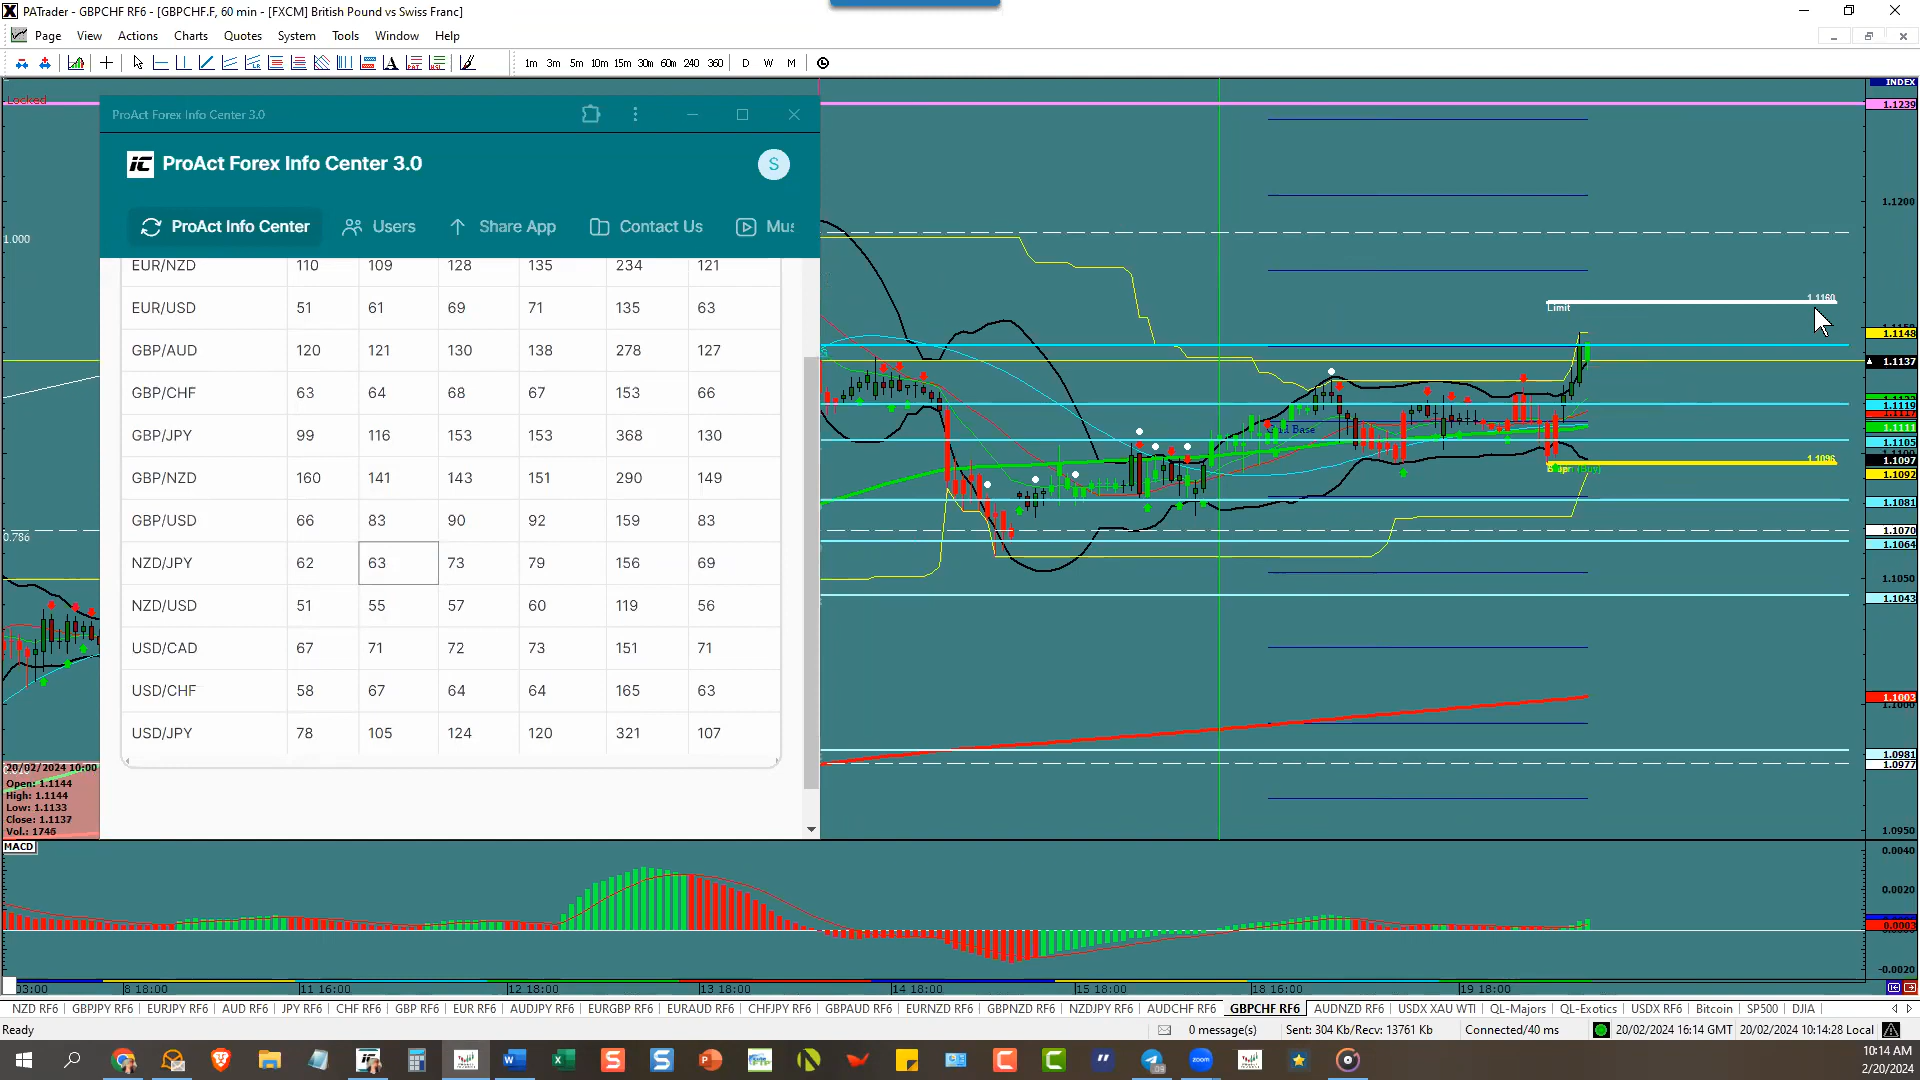 PATrader - GBPCHF RF6 - [GBPCHF.F, 60 min - [FXCM] British Pound vs Swiss Franc]
Page View Actions Charts Quotes System Tools Window Help
1m 3m 5m 10m 15m 30m 60m 240 360 D W M
INDEX
Locked
1.1239
ProAct Forex Info Center 3.0
iC ProAct Forex Info Center 3.0 S
ProAct Info Center Users Share App Contact Us Mus
EUR/NZD 110 109 128 135 234 121
EUR/USD 51 61 69 71 135 63
GBP/AUD 120 121 130 138 278 127
GBP/CHF 63 64 68 67 153 66
GBP/JPY 99 116 153 153 368 130
GBP/NZD 160 141 143 151 290 149
GBP/USD 66 83 90 92 159 83
NZD/JPY 62 63 73 79 156 69
NZD/USD 51 55 57 60 119 56
USD/CAD 67 71 72 73 151 71
USD/CHF 58 67 64 64 165 63
USD/JPY 78 105 124 120 321 107
1.000
0.786
1.1200
1.1160
Limit
1.1148
1.1137
1.1119
1.1111
1.1105
1.1097
1.1096
1.1092
1.1081
1.1070
1.1064
1.1050
1.1043
1.1003
1.1000
1.0981
1.0977
1.0950
20/02/2024 10:00
Open: 1.1144
High: 1.1144
Low: 1.1133
Close: 1.1137
Vol.: 1746
MACD
0.0040
0.0020
0.0003
-0.0020
03:00 8 18:00 11 16:00 12 18:00 13 18:00 14 18:00 15 18:00 18 16:00 19 18:00
NZD RF6 GBPJPY RF6 EURJPY RF6 AUD RF6 JPY RF6 CHF RF6 GBP RF6 EUR RF6 AUDJPY RF6 EURGBP RF6 EURAUD RF6 CHFJPY RF6 GBPAUD RF6 EURNZD RF6 GBPNZD RF6 NZDJPY RF6 AUDCHF RF6 GBPCHF RF6 AUDNZD RF6 USDX XAU WTI QL-Majors QL-Exotics USDX RF6 Bitcoin SP500 DJIA
Ready 0 message(s) Sent: 304 Kb/Recv: 13761 Kb Connected/40 ms 20/02/2024 16:14 GMT 20/02/2024 10:14:28 Local
10:14 AM
2/20/2024